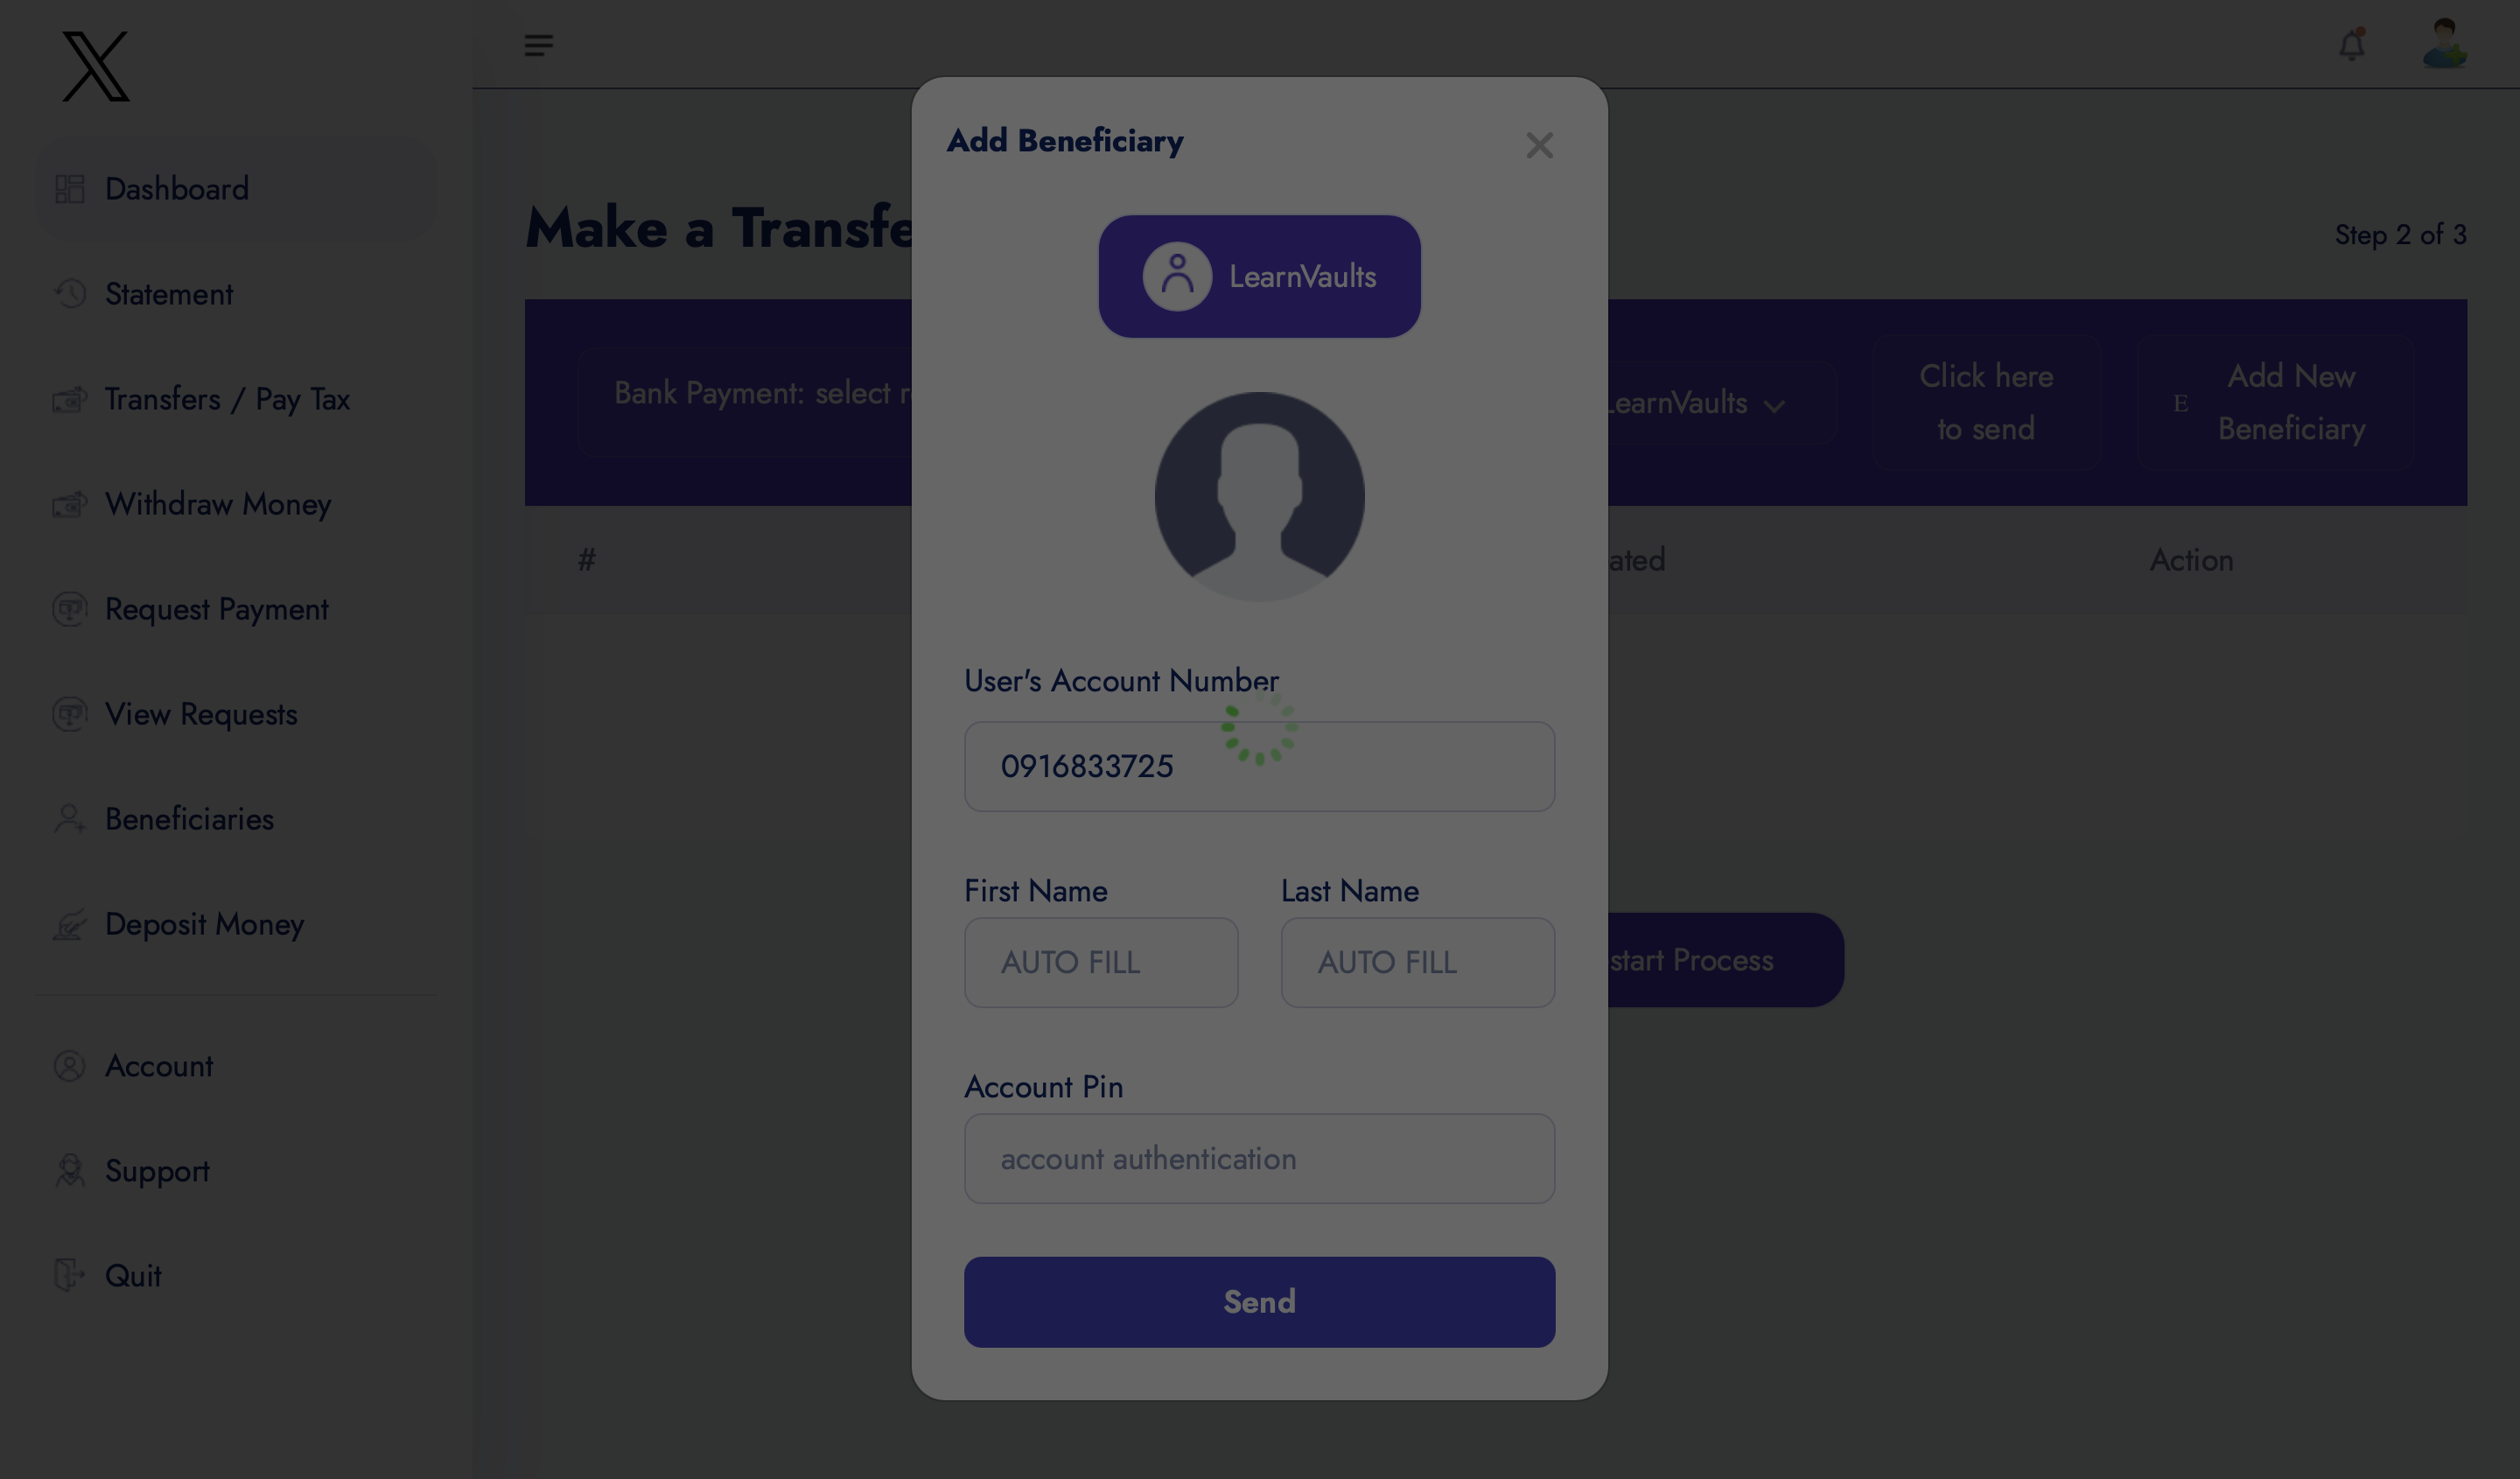 Dashboard
Statement
Transfers / Pay Tax
Withdraw Money
Request Payment
View Requests
Beneficiaries
Deposit Money
Account
Support
Quit
Make a Transfe
Step 2 of 3
Bank Payment: select r
LearnVaults
Click here
to send
E
Add New
Beneficiary
#
ated
Action
start Process
Add Beneficiary
LearnVaults
User's Account Number
0916833725
First Name
Last Name
AUTO FILL
AUTO FILL
Account Pin
account authentication
Send